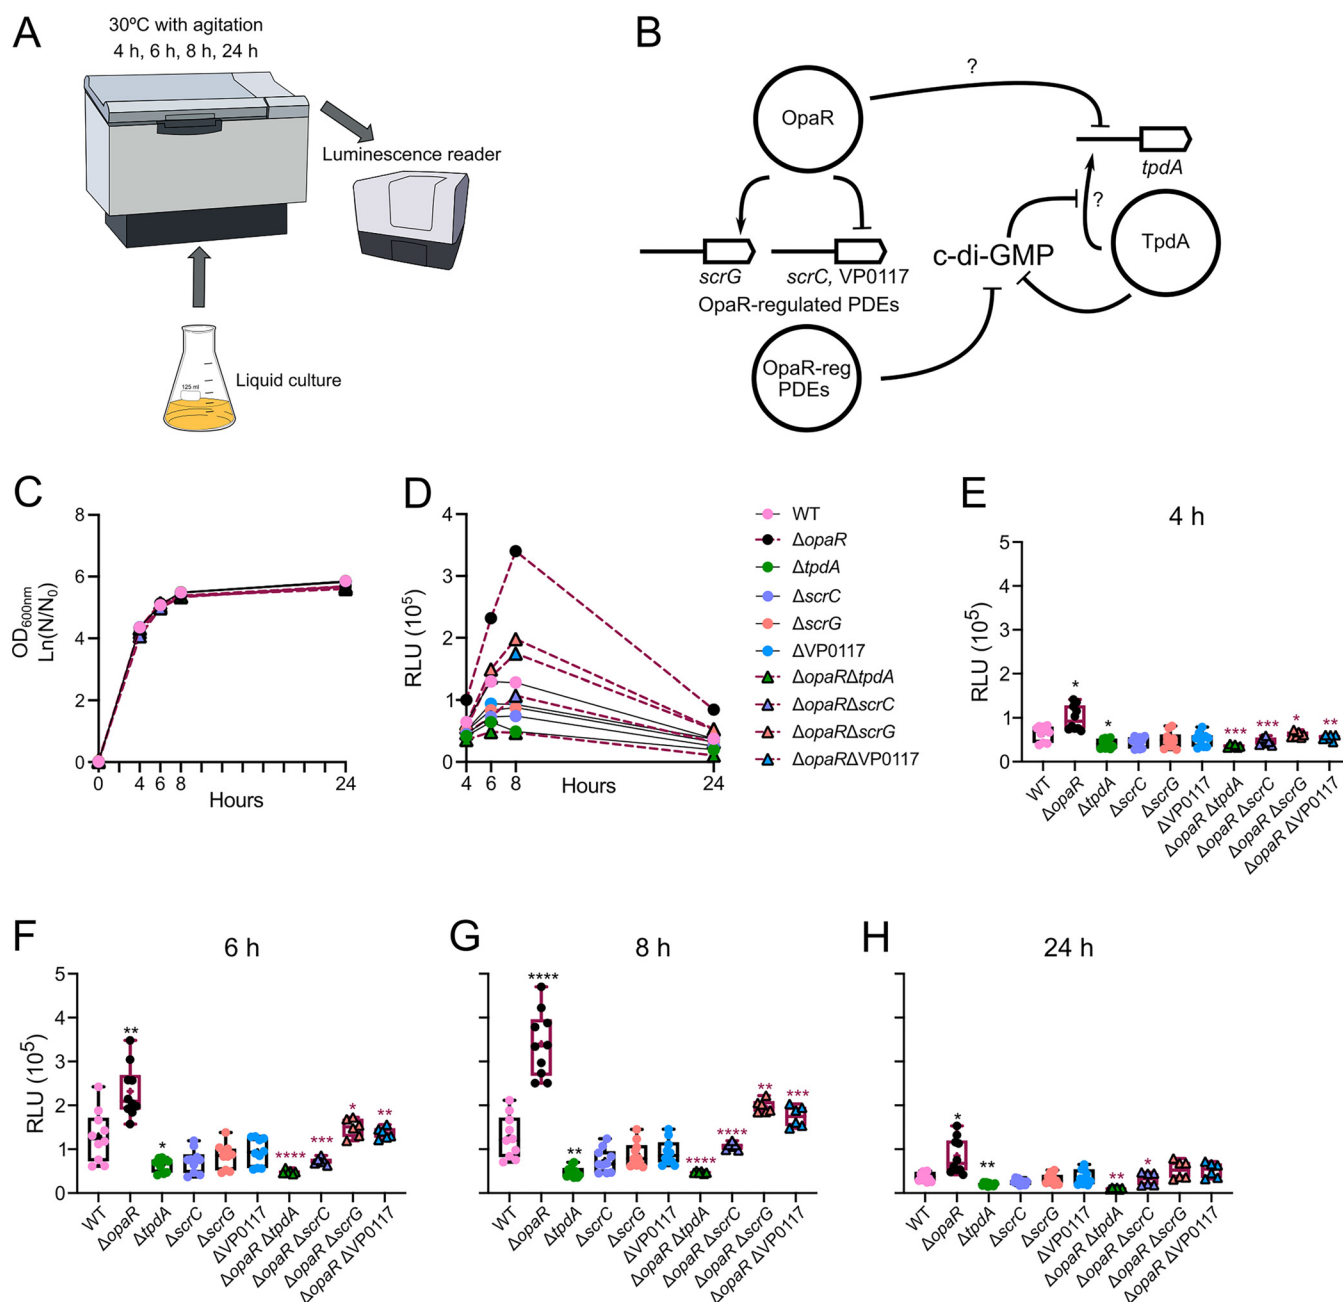 A
30ºC with agitation
4 h, 6 h, 8 h, 24 h
Luminescence reader
125 ml
Liquid culture
B
OpaR
?
tpdA
?
TpdA
c-di-GMP
scrG
scrC, VP0117
OpaR-regulated PDEs
OpaR-reg
PDEs
C
OD600nm
Ln(N/N0)
8
6
4
2
0
0
4
6
8
24
Hours
D
RLU (10⁵)
4
3
2
1
0
4
6
8
24
Hours
WT
ΔopaR
ΔtpdA
ΔscrC
ΔscrG
ΔVP0117
ΔopaRΔtpdA
ΔopaRΔscrC
ΔopaRΔscrG
ΔopaRΔVP0117
E
4 h
RLU (10⁵)
5
4
3
2
1
0
*
*
***
***
*
**
WT
ΔopaR
ΔtpdA
ΔscrC
ΔscrG
ΔVP0117
ΔopaR ΔtpdA
ΔopaR ΔscrC
ΔopaR ΔscrG
ΔopaR ΔVP0117
F
6 h
RLU (10⁵)
5
4
3
2
1
0
**
*
****
***
*
**
WT
ΔopaR
ΔtpdA
ΔscrC
ΔscrG
ΔVP0117
ΔopaR ΔtpdA
ΔopaR ΔscrC
ΔopaR ΔscrG
ΔopaR ΔVP0117
G
8 h
****
**
****
****
**
***
WT
ΔopaR
ΔtpdA
ΔscrC
ΔscrG
ΔVP0117
ΔopaR ΔtpdA
ΔopaR ΔscrC
ΔopaR ΔscrG
ΔopaR ΔVP0117
H
24 h
*
**
**
*
WT
ΔopaR
ΔtpdA
ΔscrC
ΔscrG
ΔVP0117
ΔopaR ΔtpdA
ΔopaR ΔscrC
ΔopaR ΔscrG
ΔopaR ΔVP0117